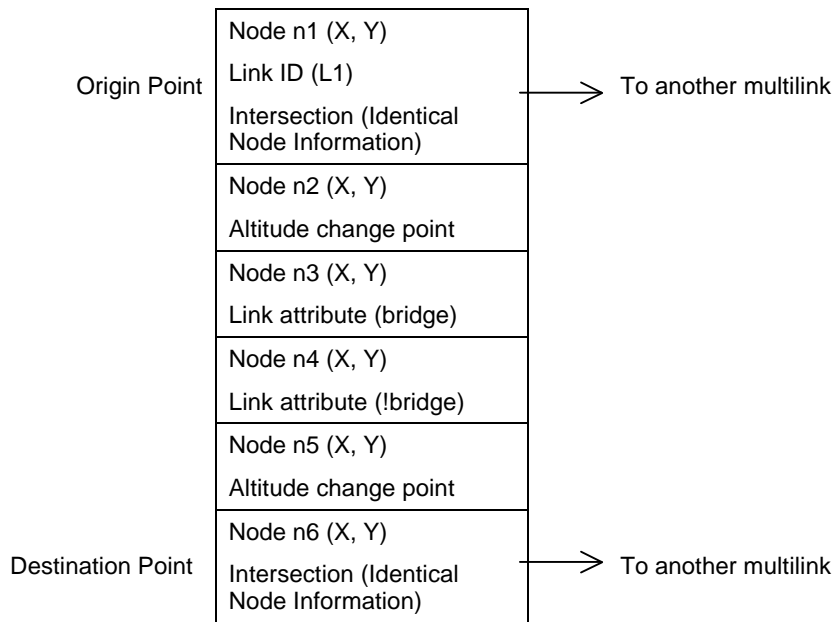 Node n1 (X, Y)
Origin Point
Link ID (L1)
To another multilink
Intersection (Identical
Node Information)
Node n2 (X, Y)
Altitude change point
Node n3 (X, Y)
Link attribute (bridge)
Node n4 (X, Y)
Link attribute (!bridge)
Node n5 (X, Y)
Altitude change point
Node n6 (X, Y)
Destination Point
Intersection (Identical
Node Information)
To another multilink